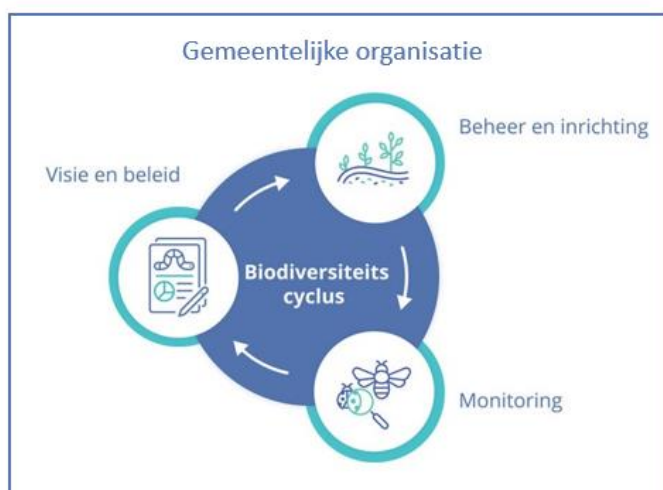 Gemeentelijke organisatie
Beheer en inrichting
Visie en beleid
Biodiversiteits
cyclus
Monitoring